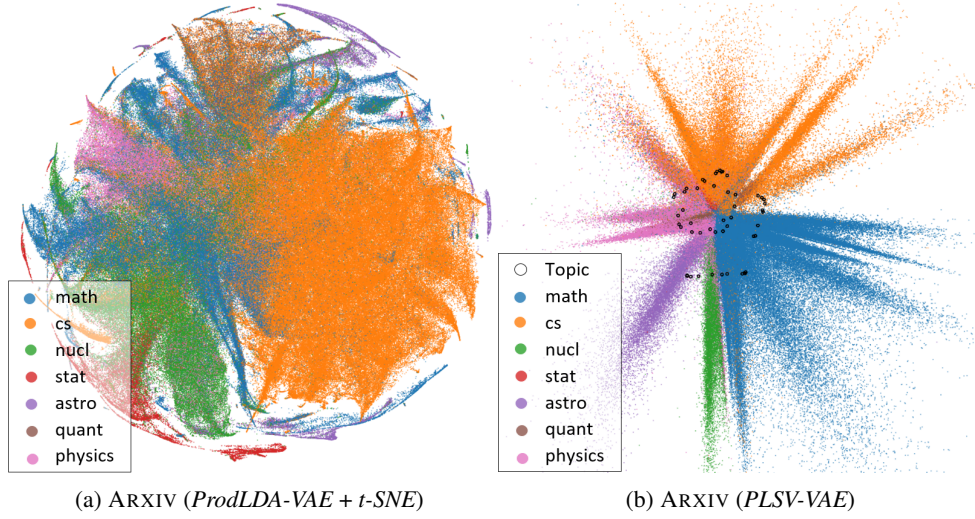 math
cs
nucl
stat
astro
quant
physics
Topic
math
cs
nucl
stat
astro
quant
physics
(a) ARXIV (ProdLDA-VAE + t-SNE)
(b) ARXIV (PLSV-VAE)